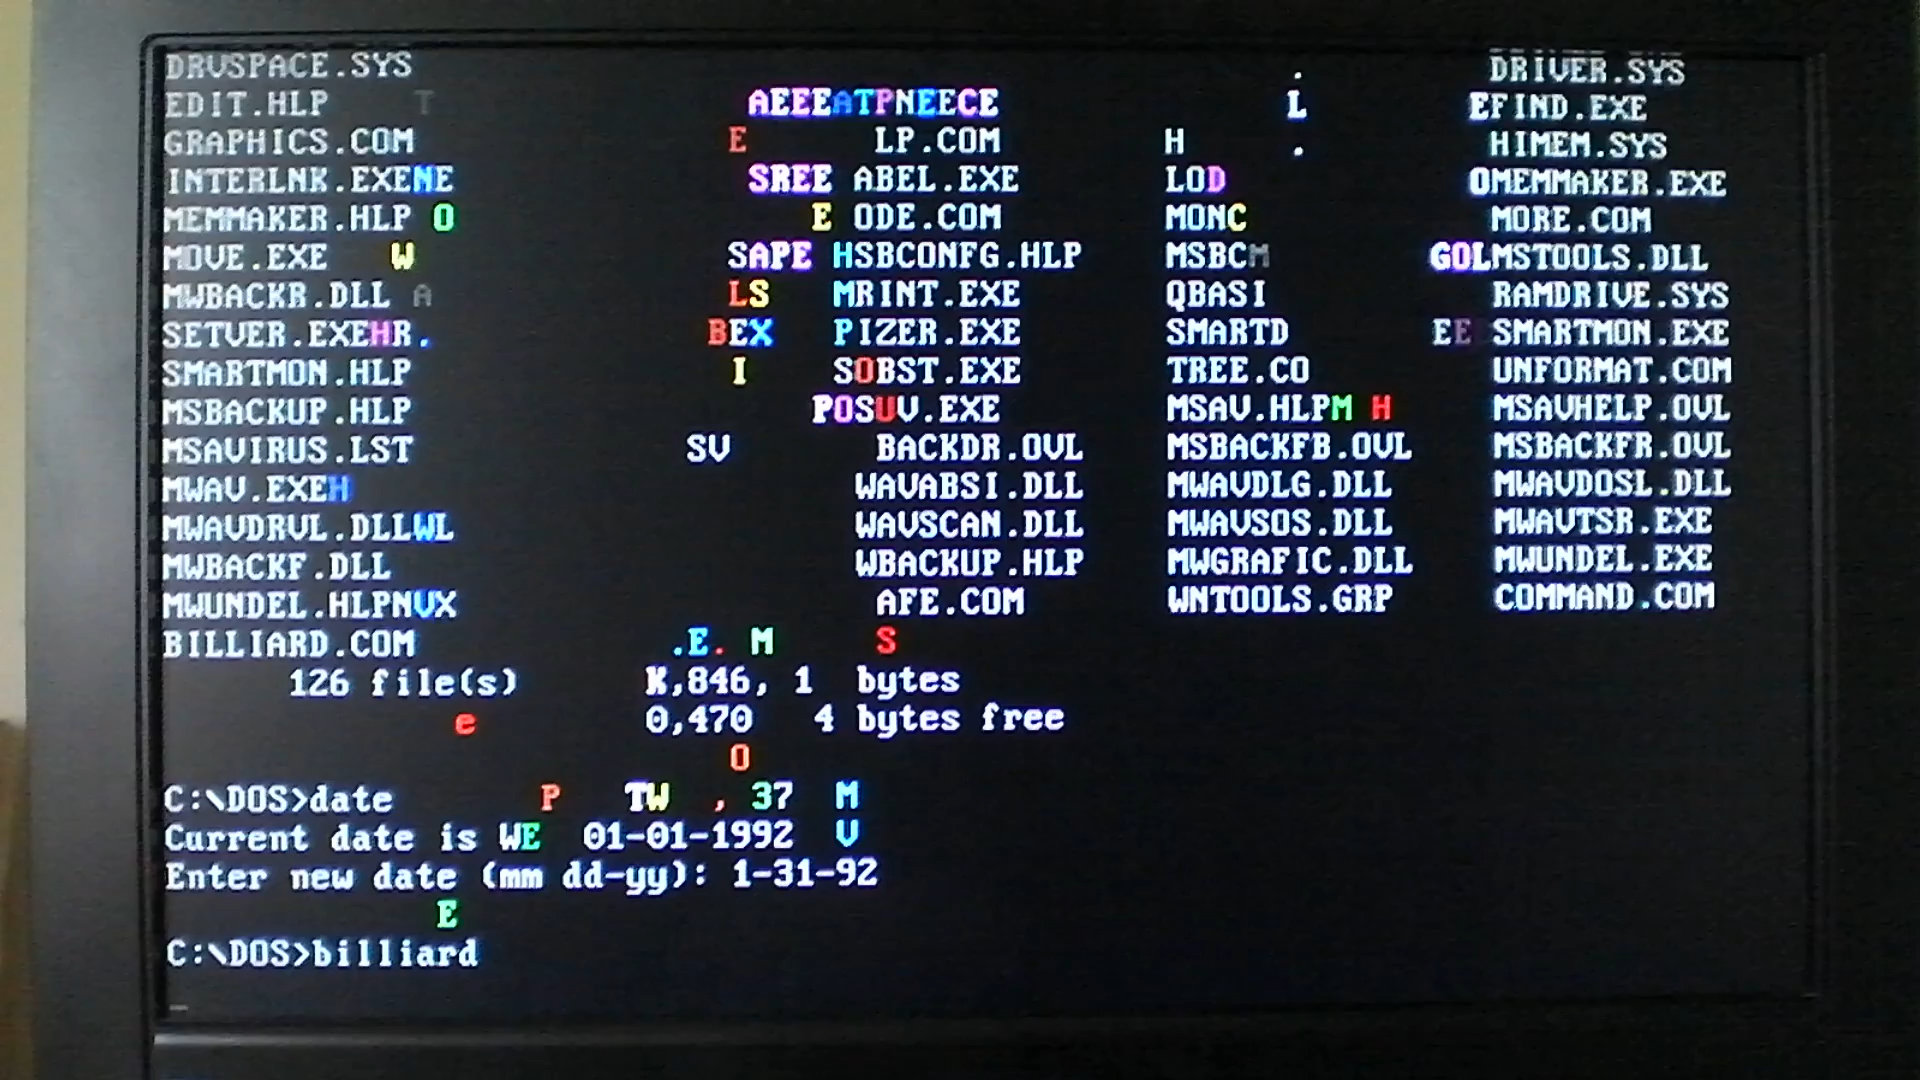 DRVSPACE.SYS . DRIVER.SYS
EDIT.HLP T AEEEATPNEECE L EFIND.EXE
GRAPHICS.COM E LP.COM H . HIMEM.SYS
INTERLNK.EXENE SREE ABEL.EXE LOD OMEMMAKER.EXE
MEMMAKER.HLP O E ODE.COM MONC MORE.COM
MOVE.EXE W SAPE HSBCONFG.HLP MSBCM GOLMSTOOLS.DLL
MWBACKR.DLL A LS MRINT.EXE QBASI RAMDRIVE.SYS
SETVER.EXEHR. BEX PIZER.EXE SMARTD EE SMARTMON.EXE
SMARTMON.HLP I SOBST.EXE TREE.CO UNFORMAT.COM
MSBACKUP.HLP POSUV.EXE MSAV.HLPM H MSAVHELP.OVL
MSAVIRUS.LST SV BACKDR.OVL MSBACKFB.OVL MSBACKFR.OVL
MWAV.EXEH WAVABSI.DLL MWAVDLG.DLL MWAVDOSL.DLL
MWAVDRVL.DLLWL WAVSCAN.DLL MWAVSOS.DLL MWAVTSR.EXE
MWBACKF.DLL WBACKUP.HLP MWGRAFIC.DLL MWUNDEL.EXE
MWUNDEL.HLPNVX AFE.COM WNTOOLS.GRP COMMAND.COM
BILLIARD.COM .E. M S
126 file(s) K,846, 1 bytes
e 0,470 4 bytes free
O
C:\DOS>date P TW , 37 M
Current date is WE 01-01-1992 V
Enter new date (mm dd-yy): 1-31-92
E
C:\DOS>billiard
_